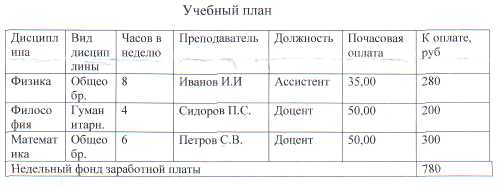 Учебный план
Дисципл Вид Часов в Преподаватель Должность Почасовая К оплате,
ина дисцип неделю оплата руб
лины
Физика Общео 8 Иванов И.И Ассистент 35,00 280
бр.
Филосо Гуман 4 Сидоров П.С. Доцент 50,00 200
фия итарн.
Математ Общео 6 Петров С.В. Доцент 50,00 300
ика бр.
Недельный фонд заработной платы 780